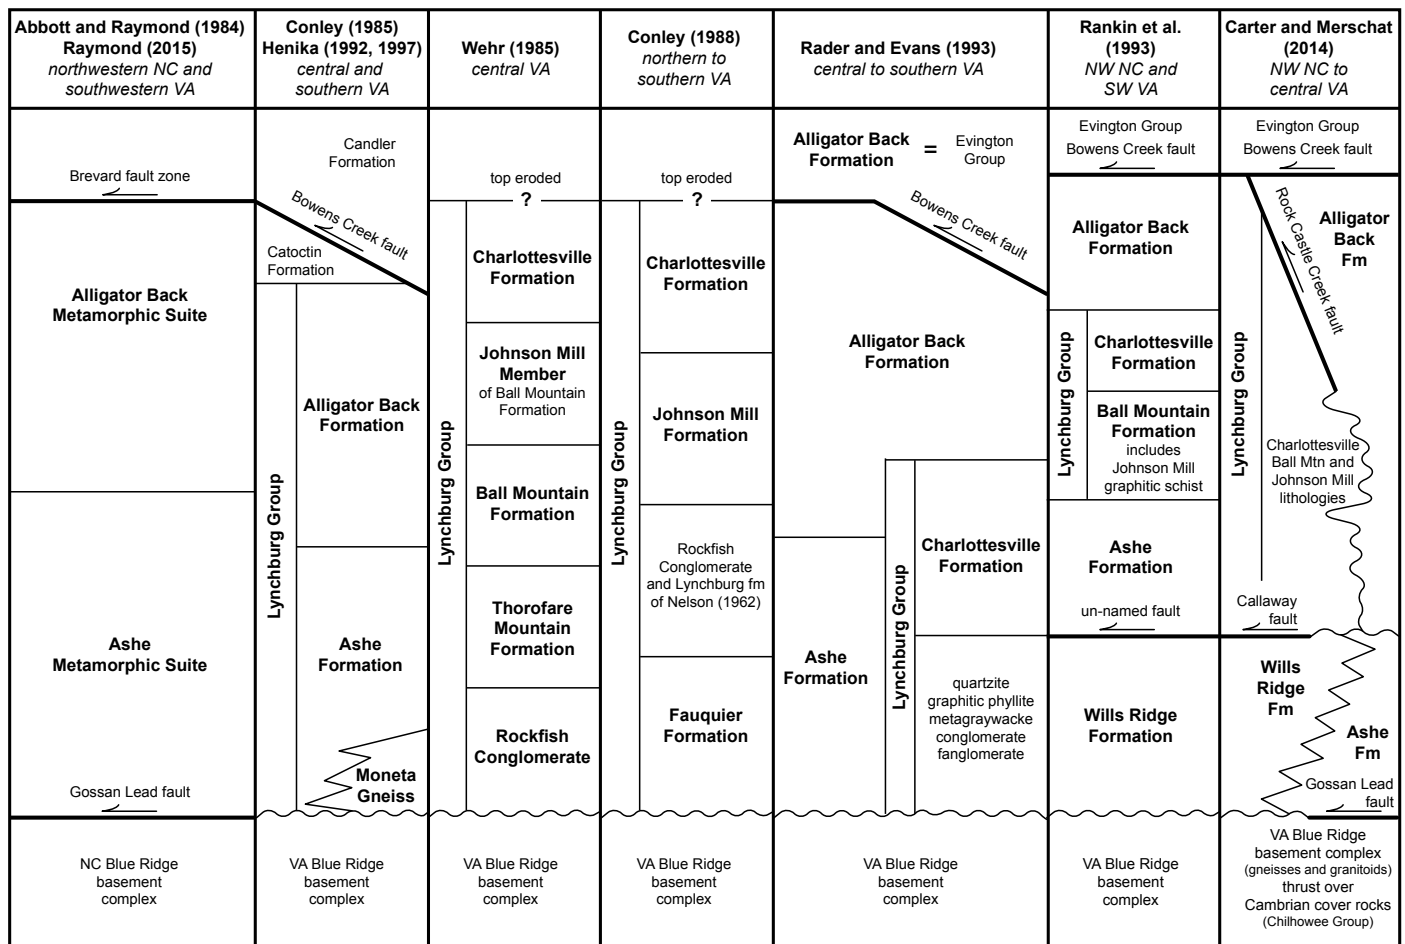 Abbott and Raymond (1984)
Raymond (2015)
northwestern NC and
southwestern VA
Brevard fault zone
Alligator Back
Metamorphic Suite
Ashe
Metamorphic Suite
Gossan Lead fault
NC Blue Ridge
basement
complex
Conley (1985)
Henika (1992, 1997)
central and
southern VA
Candler
Formation
Bowens Creek fault
Catoctin
Formation
Lynchburg Group
Alligator Back
Formation
Ashe
Formation
Moneta
Gneiss
VA Blue Ridge
basement
complex
Wehr (1985)
central VA
top eroded
?
Lynchburg Group
Charlottesville
Formation
Johnson Mill
Member
of Ball Mountain
Formation
Ball Mountain
Formation
Thorofare
Mountain
Formation
Rockfish
Conglomerate
VA Blue Ridge
basement
complex
Conley (1988)
northern to
southern VA
top eroded
?
Lynchburg Group
Charlottesville
Formation
Johnson Mill
Formation
Rockfish
Conglomerate
and Lynchburg fm
of Nelson (1962)
Fauquier
Formation
VA Blue Ridge
basement
complex
Rader and Evans (1993)
central to southern VA
Alligator Back
Formation
=
Evington
Group
Bowens Creek fault
Alligator Back
Formation
Ashe
Formation
Lynchburg Group
Charlottesville
Formation
quartzite
graphitic phyllite
metagraywacke
conglomerate
fanglomerate
VA Blue Ridge
basement
complex
Rankin et al.
(1993)
NW NC and
SW VA
Evington Group
Bowens Creek fault
Alligator Back
Formation
Lynchburg Group
Charlottesville
Formation
Ball Mountain
Formation
includes
Johnson Mill
graphitic schist
Ashe
Formation
un-named fault
Wills Ridge
Formation
VA Blue Ridge
basement
complex
Carter and Merschat
(2014)
NW NC to
central VA
Evington Group
Bowens Creek fault
Rock Castle Creek fault
Alligator
Back
Fm
Lynchburg Group
Charlottesville
Ball Mtn and
Johnson Mill
lithologies
Callaway
fault
Wills
Ridge
Fm
Ashe
Fm
Gossan Lead
fault
VA Blue Ridge
basement complex
(gneisses and granitoids)
thrust over
Cambrian cover rocks
(Chilhowee Group)